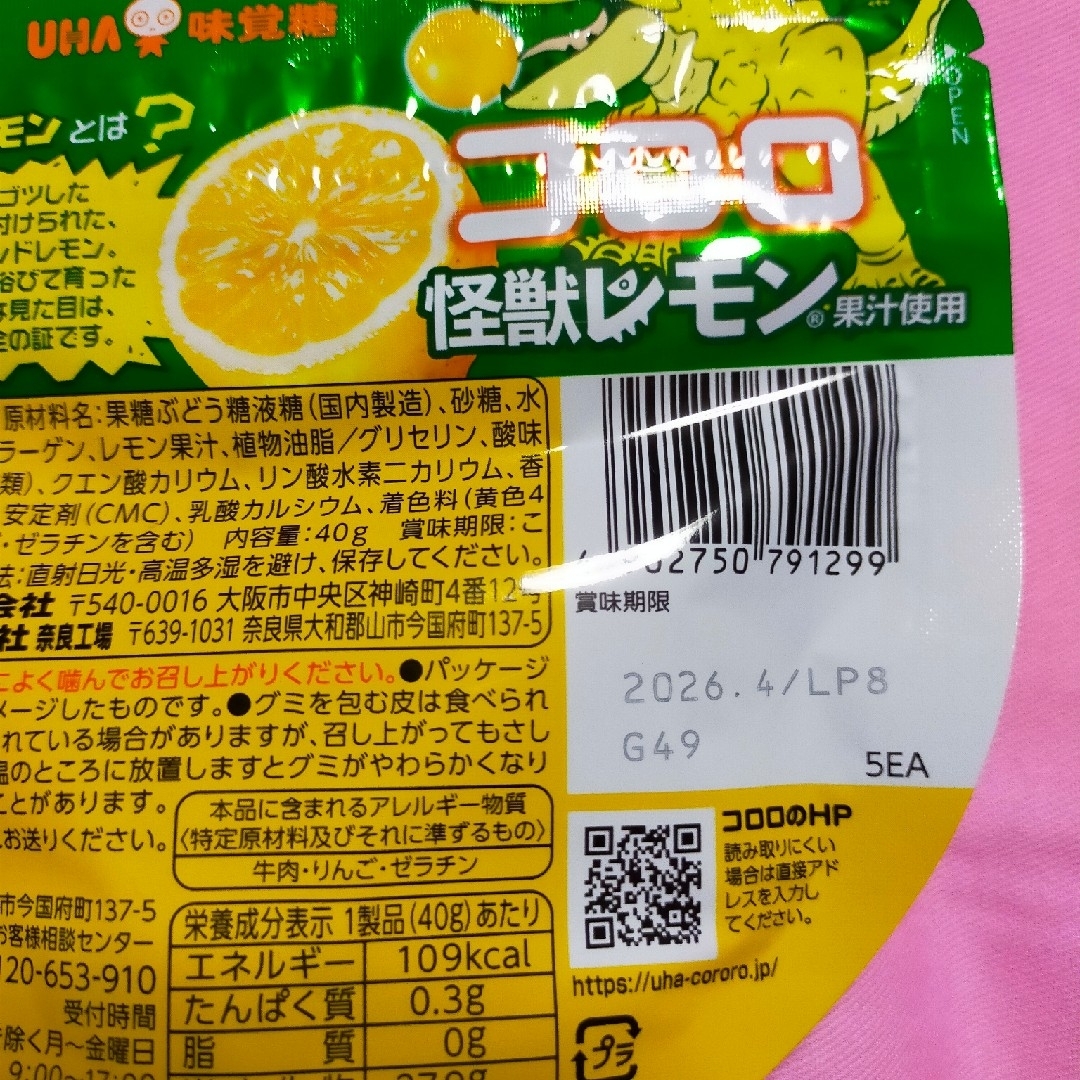 UHA 味覚糖
OPEN
モン とは?
ゴツした
付けられた、
ンドレモン。
浴びて育った
見た目は、
の証です。
コロロ
怪獣レモン® 果汁使用
原材料名:果糖ぶどう糖液糖(国内製造)、砂糖、水
ラーゲン、レモン果汁、植物油脂/グリセリン、酸味
類)、クエン酸カリウム、リン酸水素二カリウム、香
安定剤(CMC)、乳酸カルシウム、着色料(黄色4
・ゼラチンを含む) 内容量:40g 賞味期限:こ
法:直射日光・高温多湿を避け、保存してください。
会社 〒540-0016 大阪市中央区神崎町4番12
社 奈良工場 〒639-1031 奈良県大和郡山市今国府町137-5
02750 791299
賞味期限
2026.4/LP8
G49
5EA
によく噛んでお召し上がりください。●パッケージ
メージしたものです。●グミを包む皮は食べられ
れている場合がありますが、召し上がってもさし
温のところに放置しますとグミがやわらかくなり
ことがあります。
お送りください。
本品に含まれるアレルギー物質
〈特定原材料及びそれに準ずるもの〉
牛肉・りんご・ゼラチン
コロロのHP
読み取りにくい
場合は直接アド
レスを入力し
てください。
https://uha-cororo.jp/
プラ
市今国府町137-5
お客様相談センター
120-653-910
受付時間
除く月～金曜日
9:00～17:00
栄養成分表示 1製品(40g)あたり
エネルギー 109kcal
たんぱく質 0.3g
脂質 0g